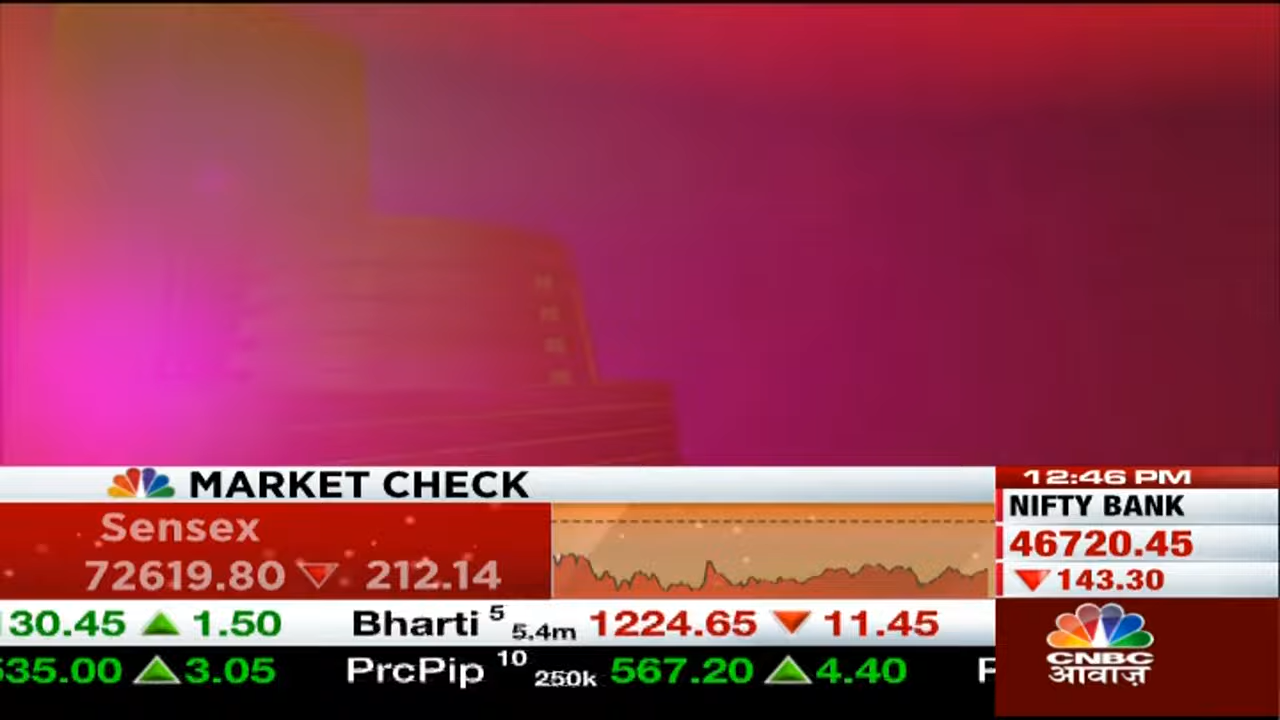 MARKET CHECK
12:46 PM
Sensex
72619.80 212.14
NIFTY BANK
46720.45
143.30
30.45 1.50 Bharti 5 5.4m 1224.65 11.45
35.00 3.05 PrcPip 10 250k 567.20 4.40
CNBC
आवाज़